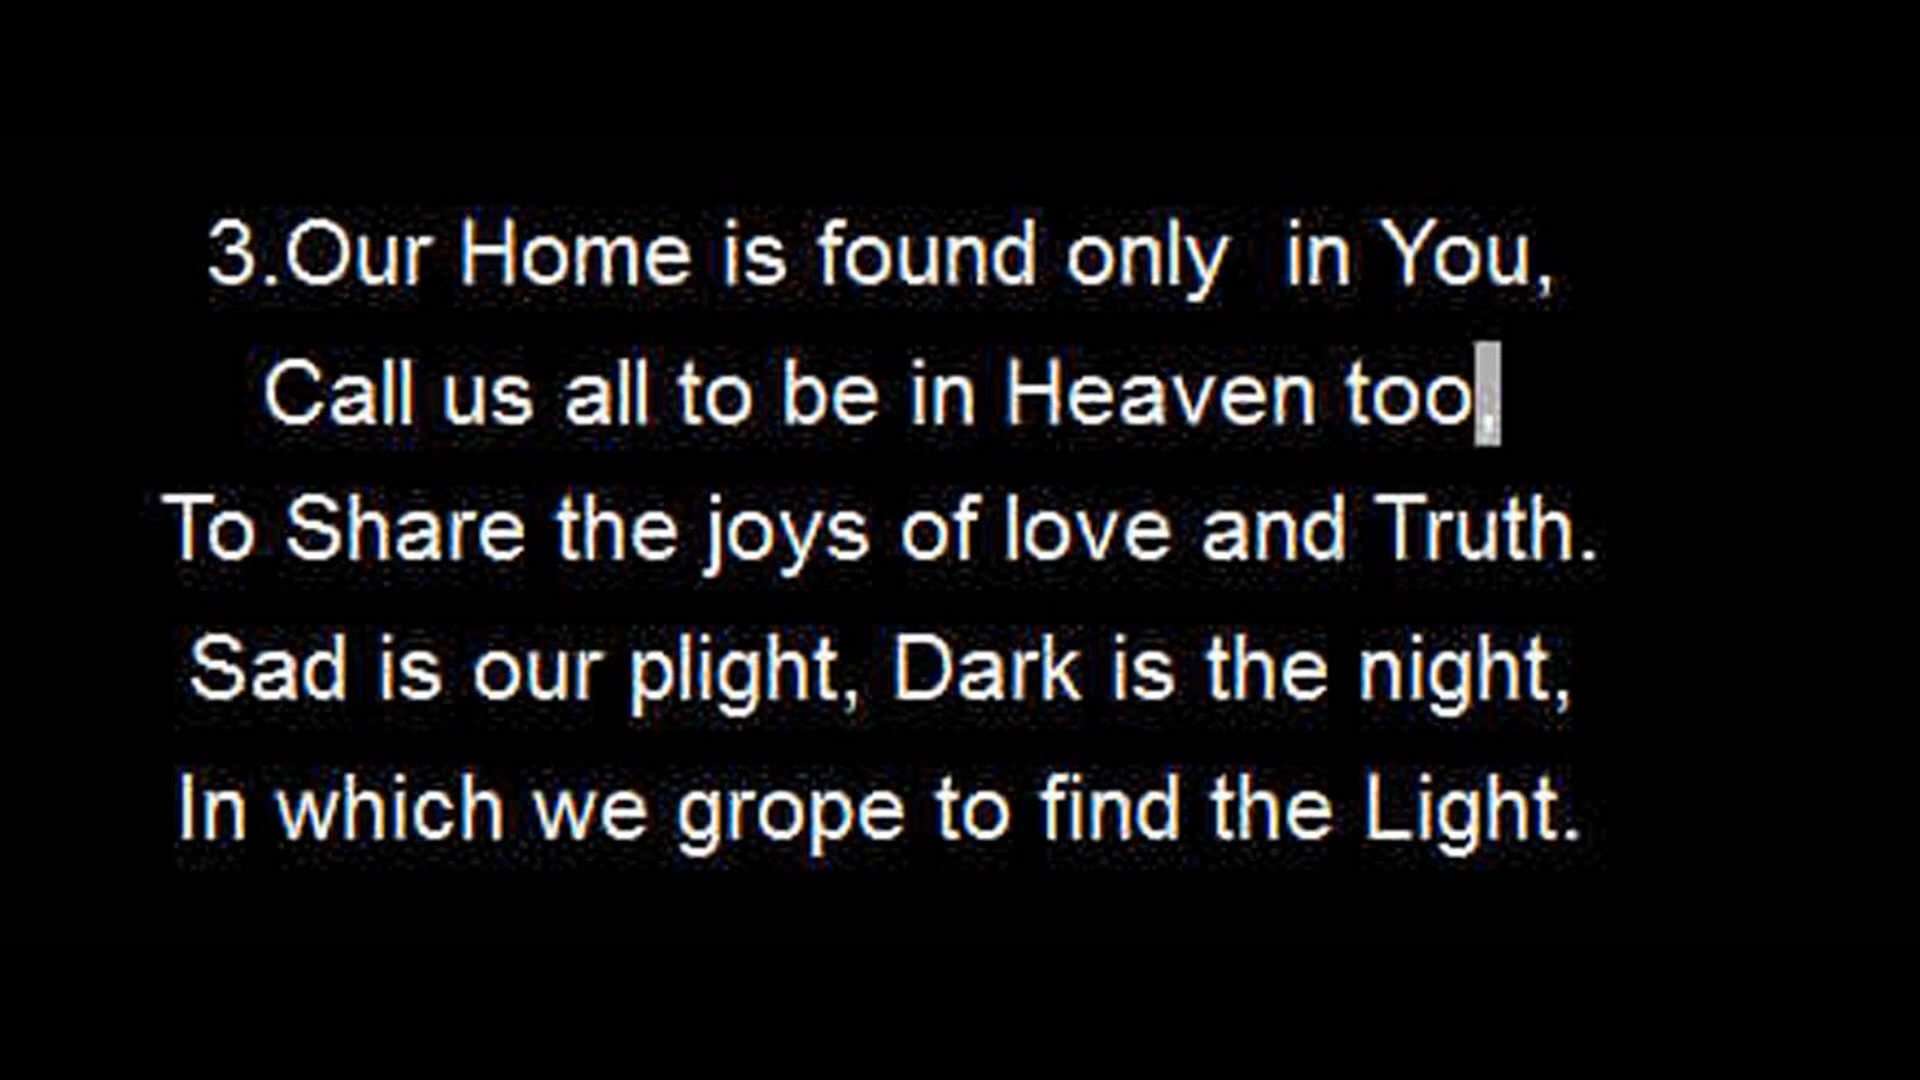 3.Our Home is found only  in You,
Call us all to be in Heaven too.
To Share the joys of love and Truth.
Sad is our plight, Dark is the night,
In which we grope to find the Light.